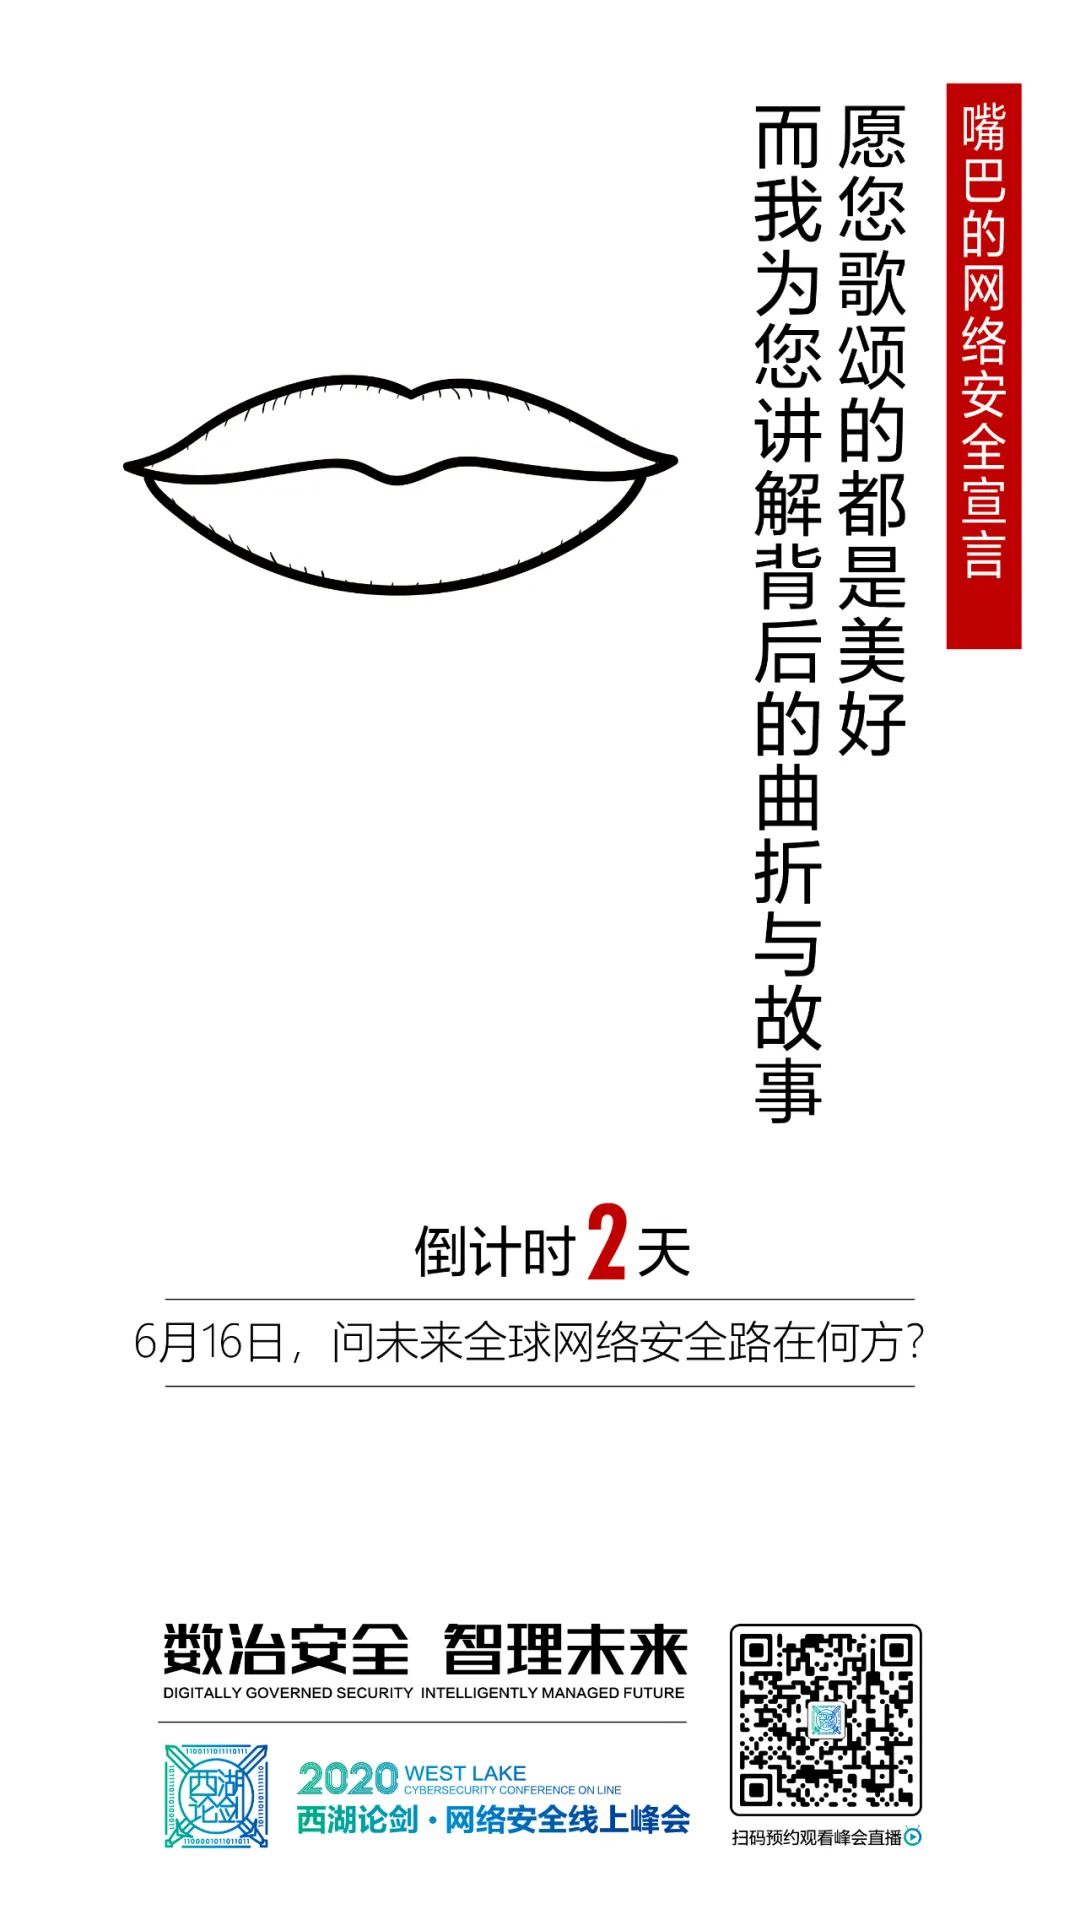 嘴巴的网络安全宣言
愿您歌颂的都是美好
而我为您讲解背后的曲折与故事
倒计时2天
6月16日，问未来全球网络安全路在何方?
数治安全 智理未来
DIGITALLY GOVERNED SECURITY INTELLIGENTLY MANAGED FUTURE
西湖
论剑
2020 WEST LAKE
CYBERSECURITY CONFERENCE ON LINE
西湖论剑·网络安全线上峰会
扫码预约观看峰会直播